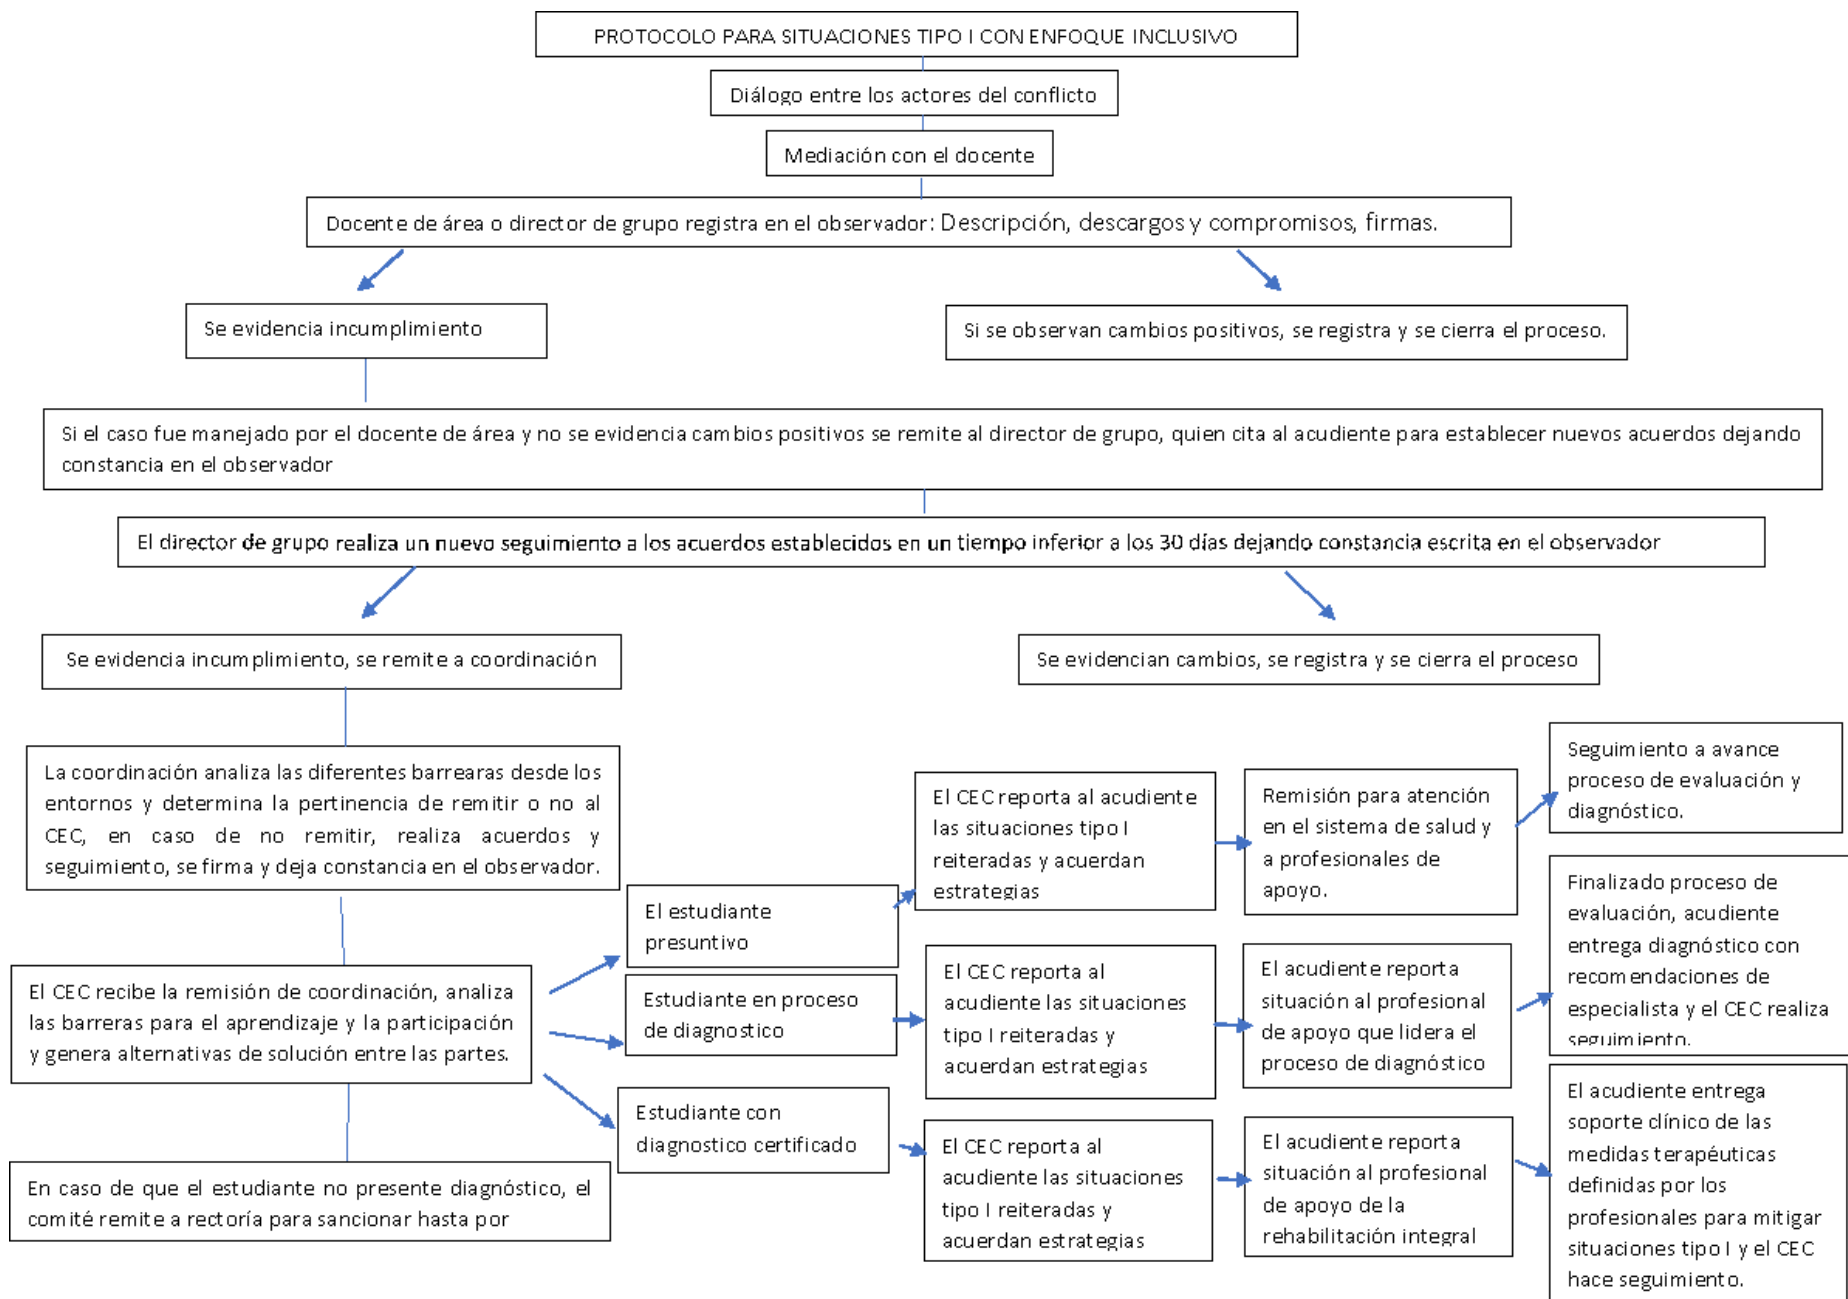 PROTOCOLO PARA SITUACIONES TIPO I CON ENFOQUE INCLUSIVO
Diálogo entre los actores del conflicto
Mediación con el docente
Docente de área o director de grupo registra en el observador: Descripción, descargos y compromisos, firmas.
Se evidencia incumplimiento
Si se observan cambios positivos, se registra y se cierra el proceso.
Si el caso fue manejado por el docente de área y no se evidencia cambios positivos se remite al director de grupo, quien cita al acudiente para establecer nuevos acuerdos dejando
constancia en el observador
El director de grupo realiza un nuevo seguimiento a los acuerdos establecidos en un tiempo inferior a los 30 días dejando constancia escrita en el observador
Se evidencia incumplimiento, se remite a coordinación
Se evidencian cambios, se registra y se cierra el proceso
La coordinación analiza las diferentes barrearas desde los
entornos y determina la pertinencia de remitir o no al
CEC, en caso de no remitir, realiza acuerdos y
seguimiento, se firma y deja constancia en el observador.
El CEC recibe la remisión de coordinación, analiza
las barreras para el aprendizaje y la participación
y genera alternativas de solución entre las partes.
En caso de que el estudiante no presente diagnóstico, el
comité remite a rectoría para sancionar hasta por
El estudiante
presuntivo
El CEC reporta al acudiente
las situaciones tipo I
reiteradas y acuerdan
estrategias
Remisión para atención
en el sistema de salud y
a profesionales de
apoyo.
Seguimiento a avance
proceso de evaluación y
diagnóstico.
Estudiante en proceso
de diagnostico
El CEC reporta al
acudiente las situaciones
tipo I reiteradas y
acuerdan estrategias
El acudiente reporta
situación al profesional
de apoyo que lidera el
proceso de diagnóstico
Finalizado proceso de
evaluación, acudiente
entrega diagnóstico con
recomendaciones de
especialista y el CEC realiza
seguimiento.
Estudiante con
diagnostico certificado
El CEC reporta al
acudiente las situaciones
tipo I reiteradas y
acuerdan estrategias
El acudiente reporta
situación al profesional
de apoyo de la
rehabilitación integral
El acudiente entrega
soporte clínico de las
medidas terapéuticas
definidas por los
profesionales para mitigar
situaciones tipo I y el CEC
hace seguimiento.